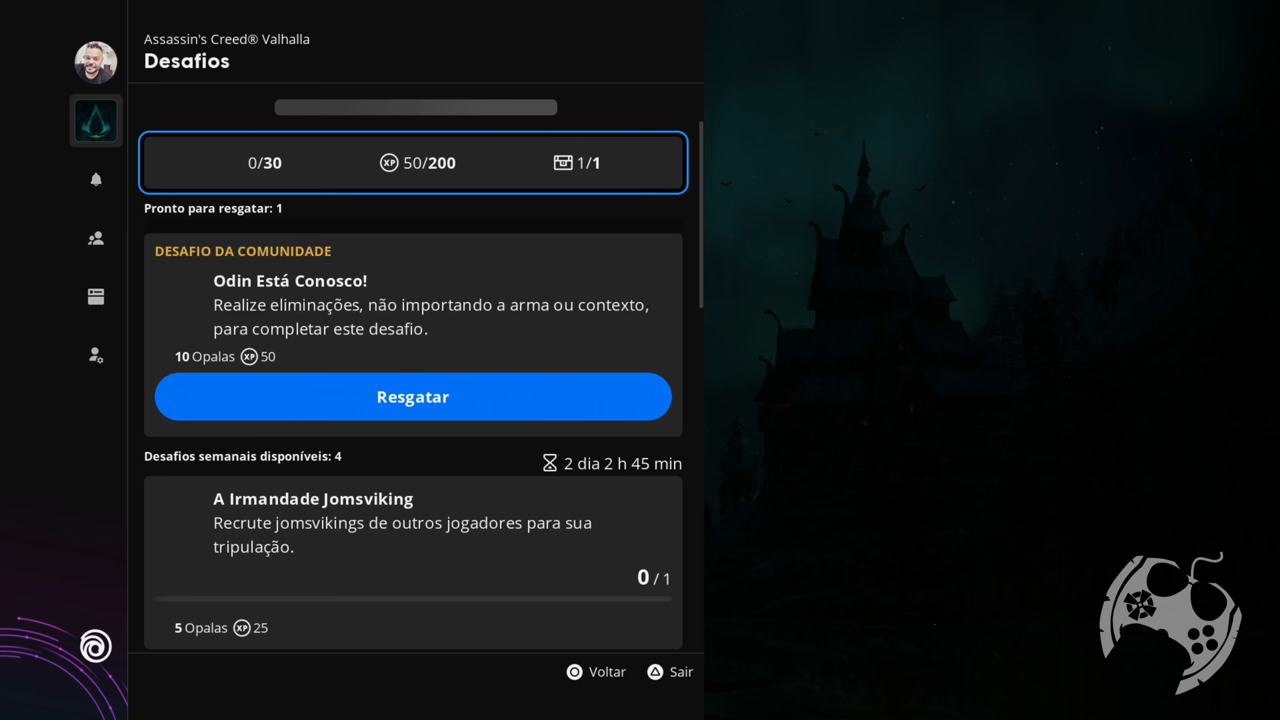 Assassin's Creed® Valhalla
Desafios
0/30 XP 50/200 1/1
Pronto para resgatar: 1
DESAFIO DA COMUNIDADE
Odin Está Conosco!
Realize eliminações, não importando a arma ou contexto,
para completar este desafio.
10 Opalas XP 50
Resgatar
Desafios semanais disponíveis: 4
2 dia 2 h 45 min
A Irmandade Jomsviking
Recrute jomsvikings de outros jogadores para sua
tripulação.
0 / 1
5 Opalas XP 25
Voltar Sair